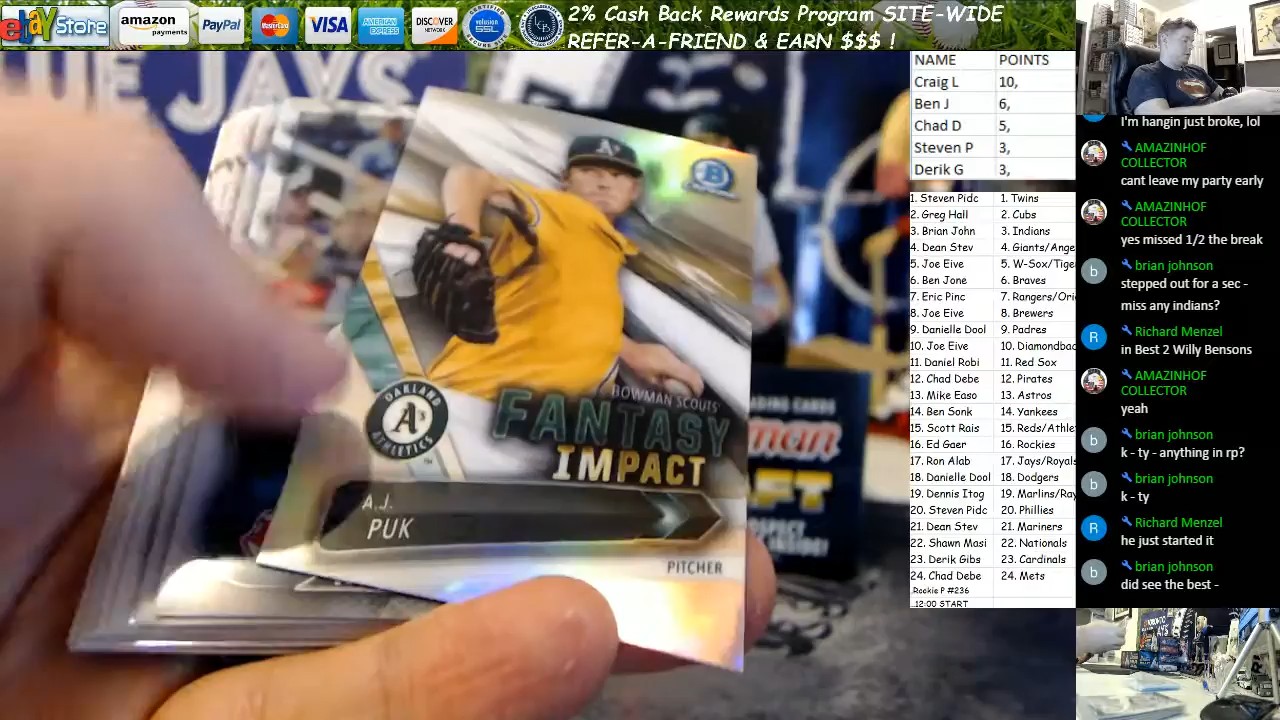 ebay Store
amazon
payments
PayPal
MasterCard
VISA
AMERICAN
EXPRESS
DISCOVER
NETWORK
volusion
SSL
2% Cash Back Rewards Program SITE-WIDE
REFER-A-FRIEND & EARN $$$ !
UE JAYS
BOWMAN SCOUTS'
FANTASY
IMPACT
OAKLAND
A's
ATHLETICS
A.J.
PUK
PITCHER
NAME POINTS
Craig L 10,
Ben J 6,
Chad D 5,
Steven P 3,
Derik G 3,
1. Steven Pidc 1. Twins
2. Greg Hall 2. Cubs
3. Brian John 3. Indians
4. Dean Stev 4. Giants/Ange
5. Joe Eive 5. W-Sox/Tige
6. Ben Jone 6. Braves
7. Eric Pinc 7. Rangers/Ori
8. Joe Eive 8. Brewers
9. Danielle Dool 9. Padres
10. Joe Eive 10. Diamondbac
11. Daniel Robi 11. Red Sox
12. Chad Debe 12. Pirates
13. Mike Easo 13. Astros
14. Ben Sonk 14. Yankees
15. Scott Rais 15. Reds/Athle
16. Ed Gaer 16. Rockies
17. Ron Alab 17. Jays/Royals
18. Danielle Dool 18. Dodgers
19. Dennis Itog 19. Marlins/Ray
20. Steven Pidc 20. Phillies
21. Dean Stev 21. Mariners
22. Shawn Masi 22. Nationals
23. Derik Gibs 23. Cardinals
24. Chad Debe 24. Mets
.Rookie P #236
..12:00 START
I'm hangin just broke, lol
AMAZINHOF
COLLECTOR
cant leave my party early
AMAZINHOF
COLLECTOR
yes missed 1/2 the break
brian johnson
stepped out for a sec -
miss any indians?
Richard Menzel
in Best 2 Willy Bensons
AMAZINHOF
COLLECTOR
yeah
brian johnson
k - ty - anything in rp?
brian johnson
k - ty
Richard Menzel
he just started it
brian johnson
did see the best -